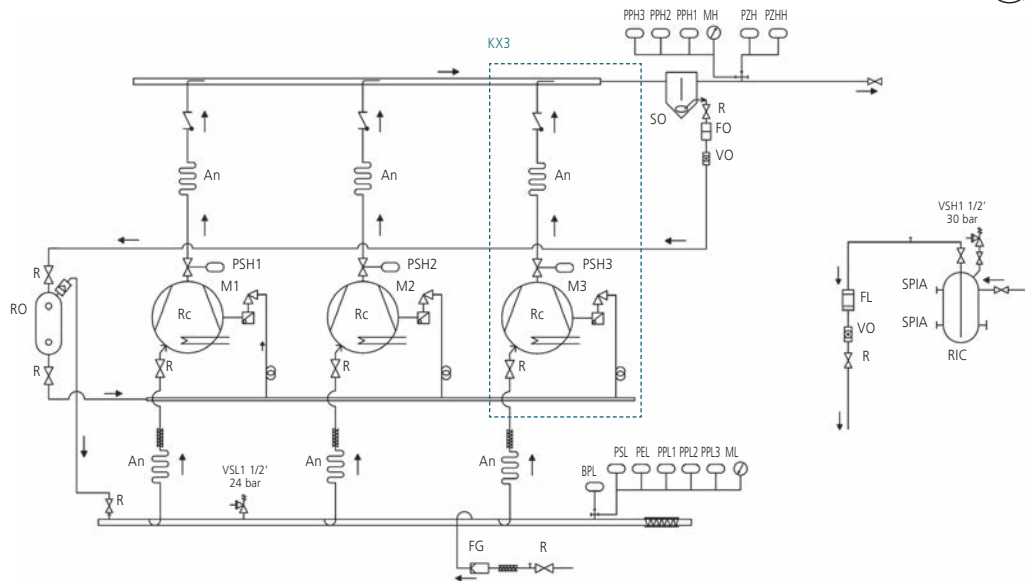 PPH3 PPH2 PPH1 MH PZH PZHH
KX3
SO
R
FO
VO
An An An
VSH1 1/2'
30 bar
PSH1 PSH2 PSH3
M1 M2 M3
R
RO
Rc Rc Rc
SPIA
FL
SPIA
VO
R
RIC
R R R
R
An An An
VSL1 1/2'
24 bar
R
BPL
PSL PEL PPL1 PPL2 PPL3 ML
FG R